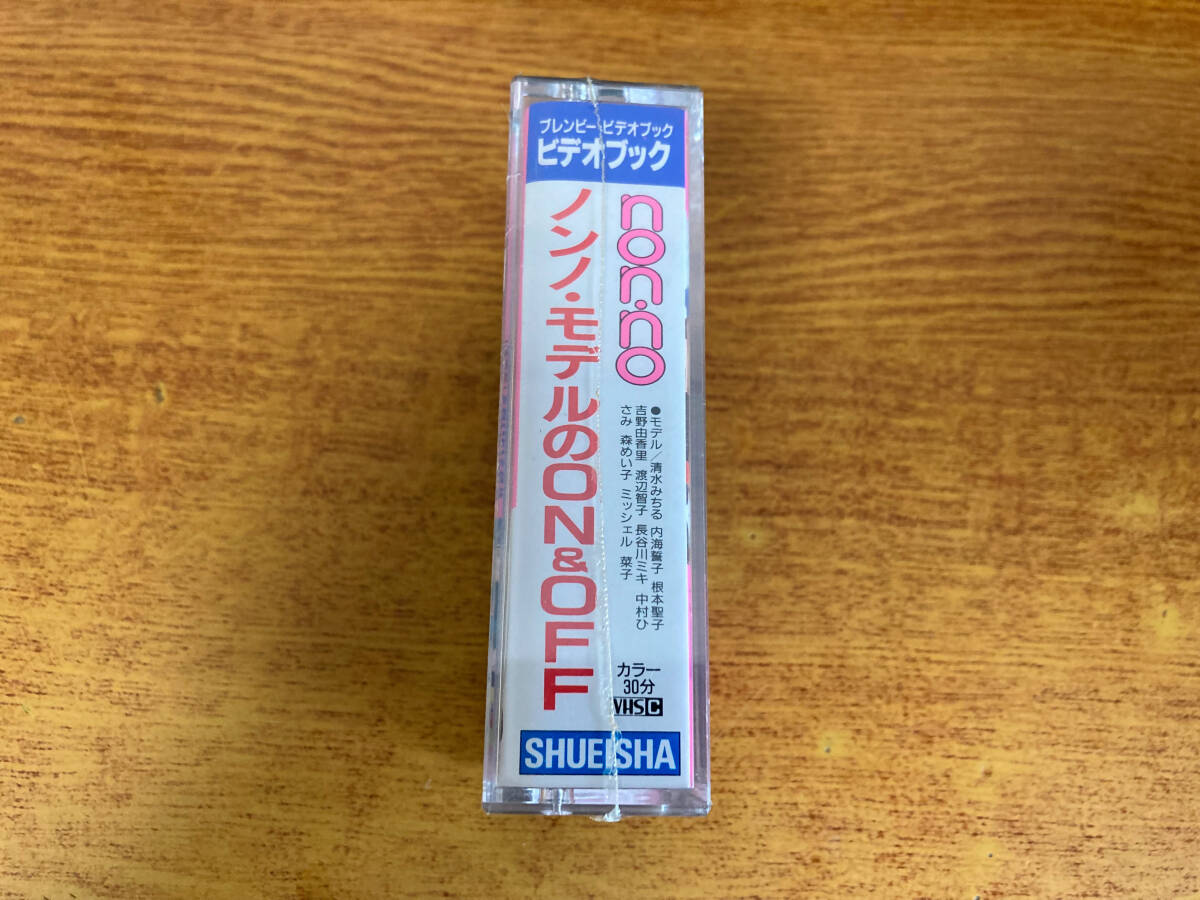 ブレンビー・ビデオブック
ビデオブック
non·no
ノンノ・モデルのON&OFF
●モデル/清水みちる 内海誓子 根本聖子
吉野由香里 渡辺智子 長谷川ミキ 中村ひ
さみ 森めい子 ミッシェル 菜子
カラー
30分
VHSC
SHUEISHA